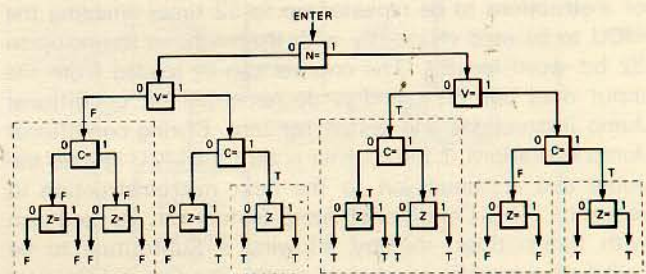 ENTER
0 N= 1
0 V= 1 0 V= 1
F T
0 C= 1 0 C= 1 0 C= 1 0 C= 1
T F T
F F T T
0 Z= 1 0 Z= 1 0 Z= 1 0 Z 1 0 Z 1 0 Z 1 0 Z= 1 0 Z= 1
F F F F F T T T T T T T F F T T